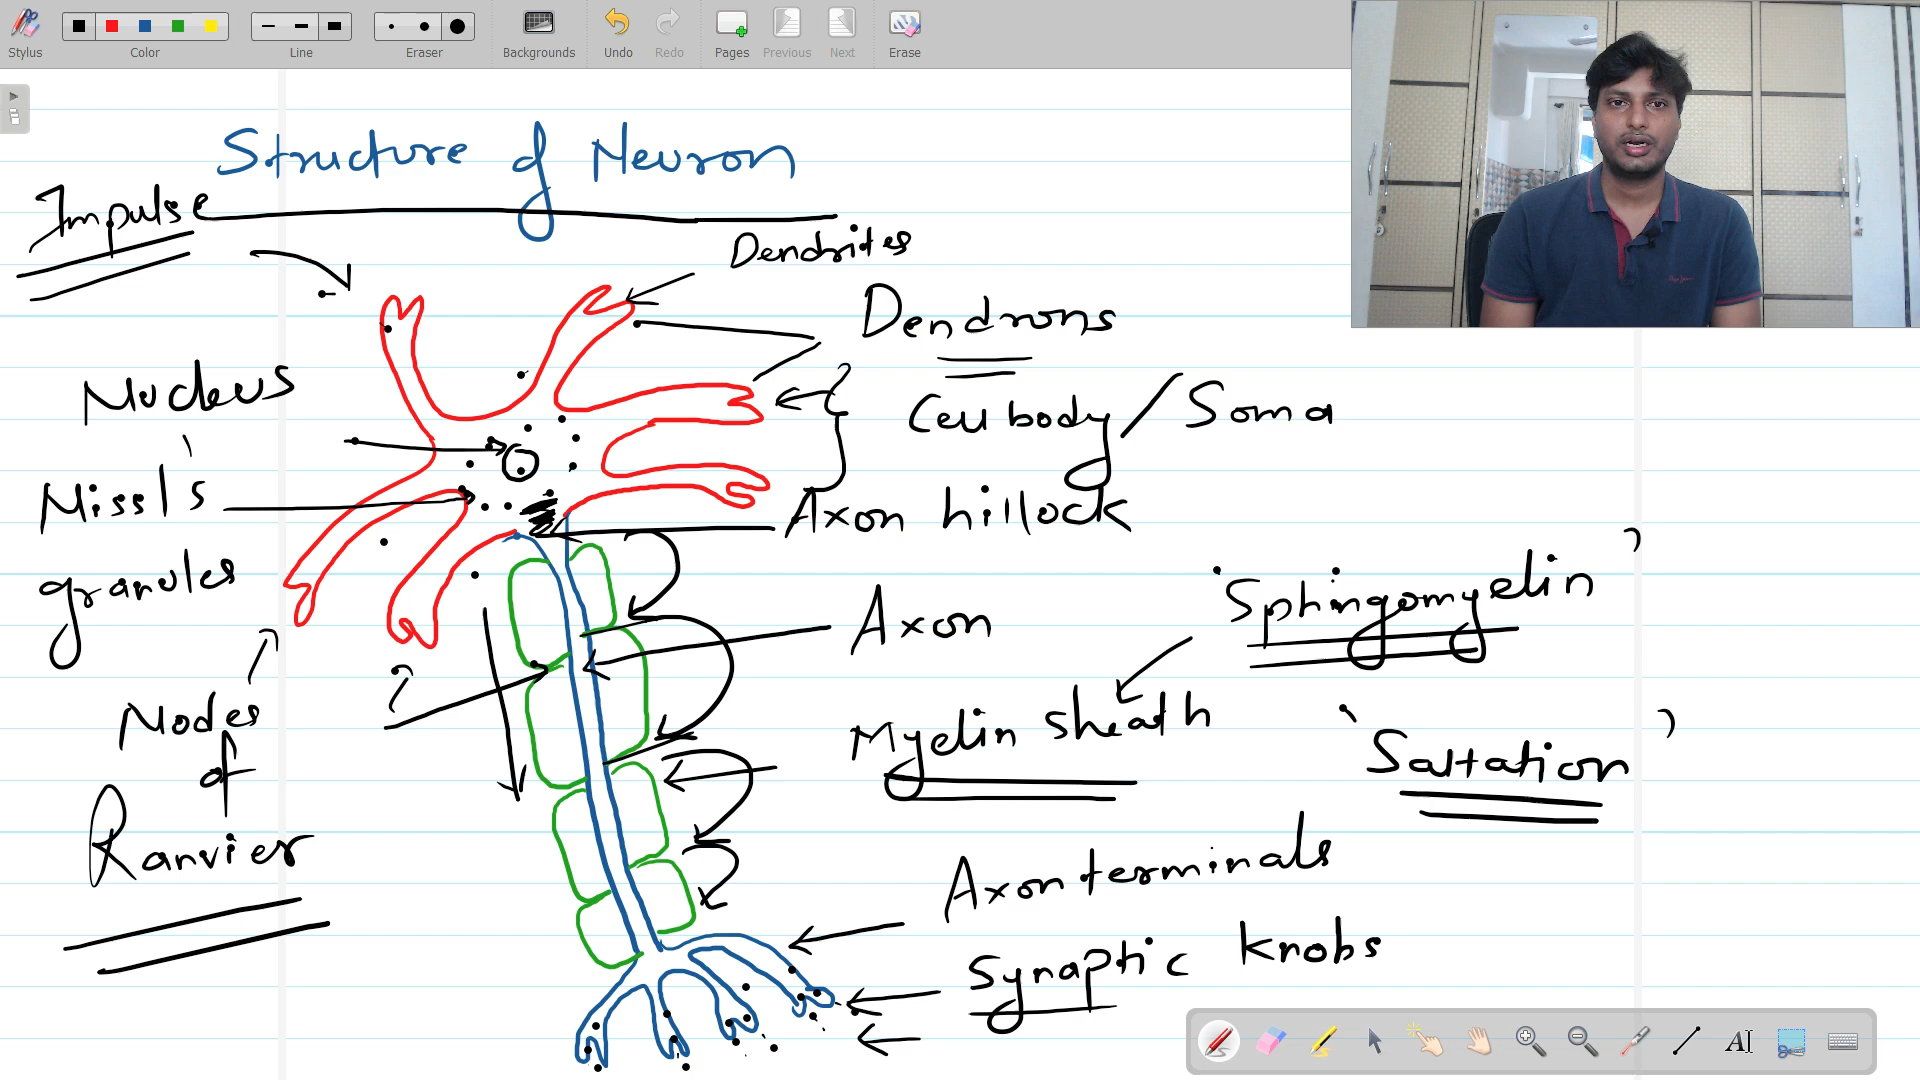 Stylus
Color
Line
Eraser
Backgrounds
Undo
Redo
Pages
Previous
Next
Erase
Structure of Neuron
Impulse
Dendrites
Dendrons
Nucleus
Cell body / Soma
Nissl's
granules
Axon hillock
Axon
'Sphingomyelin'
Nodes
of
Ranvier
Myelin sheath
'Saltation'
Axon terminals
Synaptic knobs